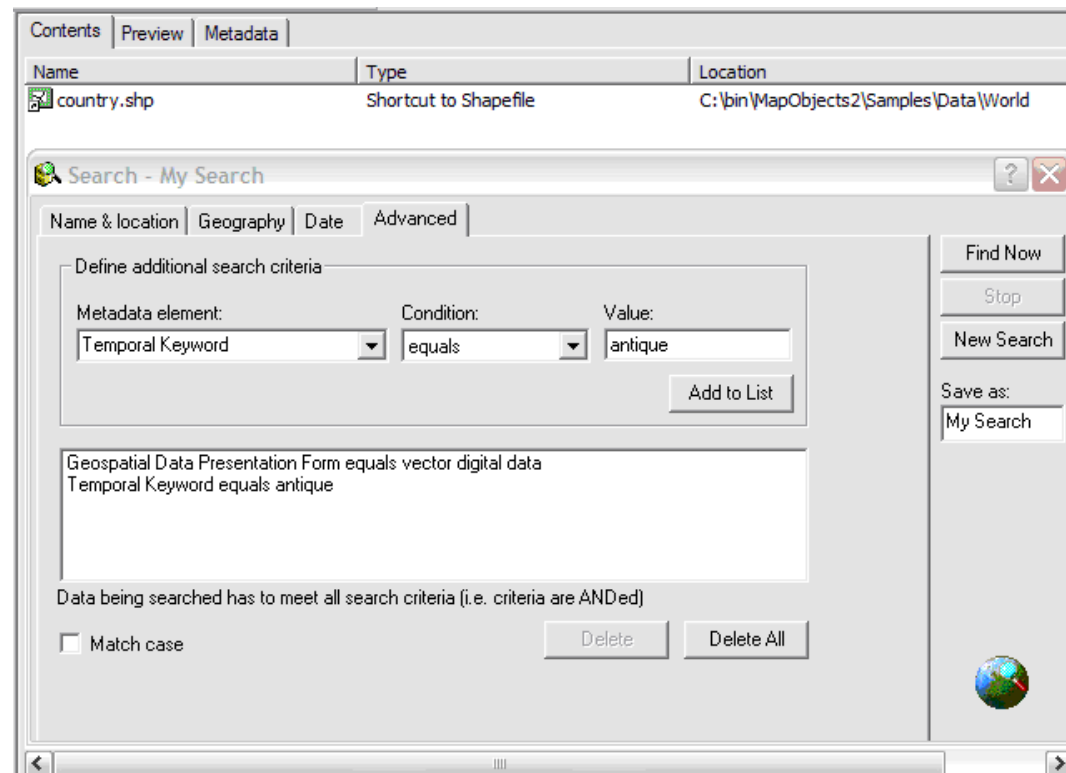 Contents Preview Metadata
Name Type Location
country.shp Shortcut to Shapefile C:\bin\MapObjects2\Samples\Data\World
Search - My Search
Name & location Geography Date Advanced
Define additional search criteria
Metadata element: Condition: Value:
Temporal Keyword equals antique
Add to List
Geospatial Data Presentation Form equals vector digital data
Temporal Keyword equals antique
Data being searched has to meet all search criteria (i.e. criteria are ANDed)
Match case
Delete Delete All
Find Now
Stop
New Search
Save as:
My Search